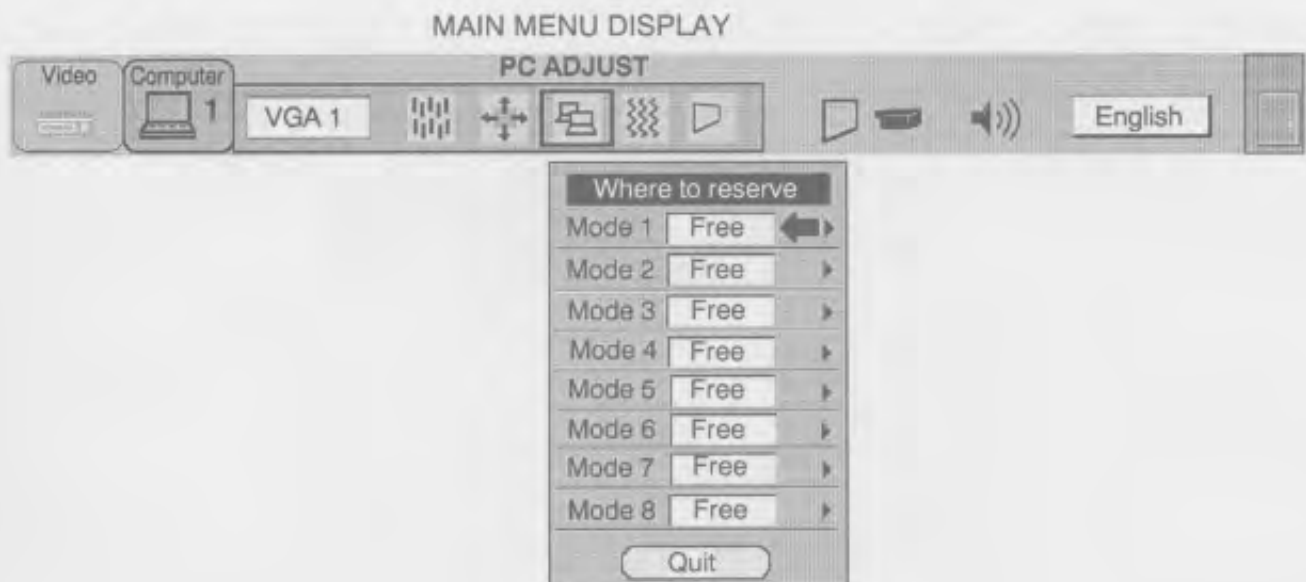 MAIN MENU DISPLAY
PC ADJUST
Video
Computer
1
VGA 1
English
Where to reserve
Mode 1 Free
Mode 2 Free
Mode 3 Free
Mode 4 Free
Mode 5 Free
Mode 6 Free
Mode 7 Free
Mode 8 Free
Quit